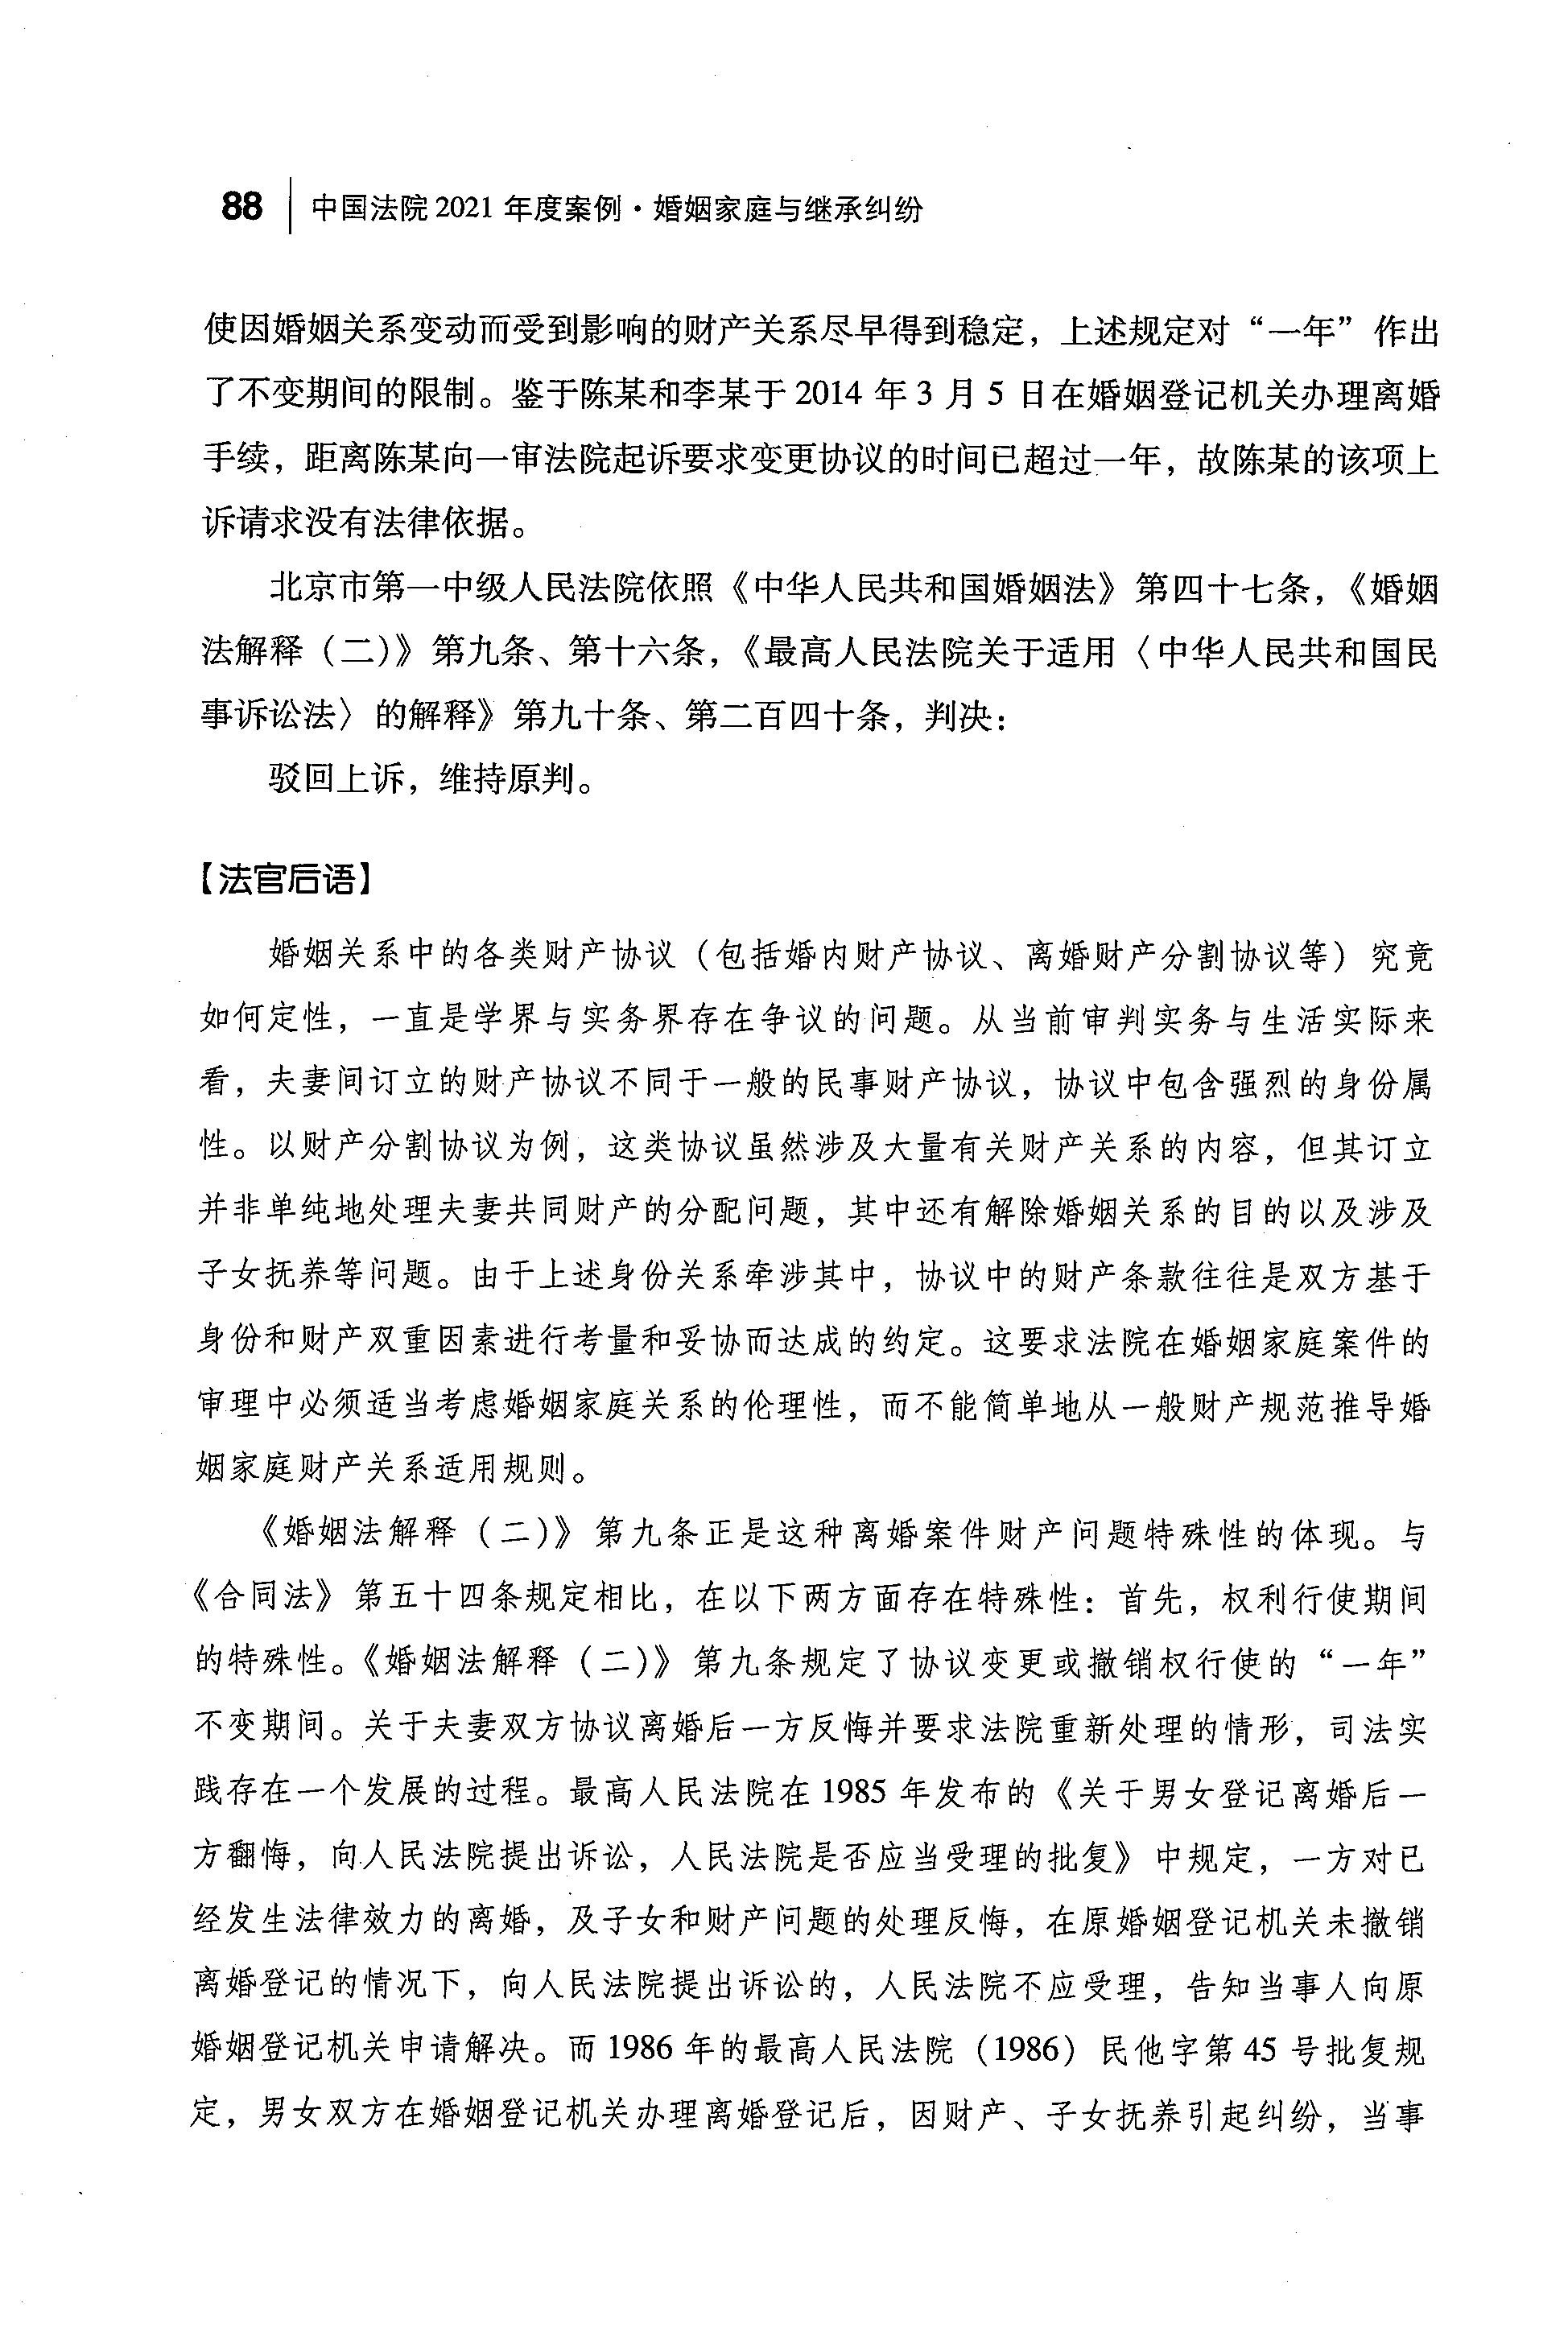 88 中国法院2021年度案例·婚姻家庭与继承纠纷
使因婚姻关系变动而受到影响的财产关系尽早得到稳定，上述规定对“一年”作出
了不变期间的限制。鉴于陈某和李某于2014年3月5日在婚姻登记机关办理离婚
手续，距离陈某向一审法院起诉要求变更协议的时间已超过一年，故陈某的该项上
诉请求没有法律依据。
北京市第一中级人民法院依照《中华人民共和国婚姻法》第四十七条，《婚姻
法解释（二）》第九条、第十六条，《最高人民法院关于适用〈中华人民共和国民
事诉讼法〉的解释》第九十条、第二百四十条，判决：
驳回上诉，维持原判。
【法官后语】
婚姻关系中的各类财产协议（包括婚内财产协议、离婚财产分割协议等）究竟
如何定性，一直是学界与实务界存在争议的问题。从当前审判实务与生活实际来
看，夫妻间订立的财产协议不同于一般的民事财产协议，协议中包含强烈的身份属
性。以财产分割协议为例，这类协议虽然涉及大量有关财产关系的内容，但其订立
并非单纯地处理夫妻共同财产的分配问题，其中还有解除婚姻关系的目的以及涉及
子女抚养等问题。由于上述身份关系牵涉其中，协议中的财产条款往往是双方基于
身份和财产双重因素进行考量和妥协而达成的约定。这要求法院在婚姻家庭案件的
审理中必须适当考虑婚姻家庭关系的伦理性，而不能简单地从一般财产规范推导婚
姻家庭财产关系适用规则。
《婚姻法解释（二）》第九条正是这种离婚案件财产问题特殊性的体现。与
《合同法》第五十四条规定相比，在以下两方面存在特殊性：首先，权利行使期间
的特殊性。《婚姻法解释（二）》第九条规定了协议变更或撤销权行使的“一年”
不变期间。关于夫妻双方协议离婚后一方反悔并要求法院重新处理的情形，司法实
践存在一个发展的过程。最高人民法院在1985年发布的《关于男女登记离婚后一
方翻悔，向人民法院提出诉讼，人民法院是否应当受理的批复》中规定，一方对已
经发生法律效力的离婚，及子女和财产问题的处理反悔，在原婚姻登记机关未撤销
离婚登记的情况下，向人民法院提出诉讼的，人民法院不应受理，告知当事人向原
婚姻登记机关申请解决。而1986年的最高人民法院（1986）民他字第45号批复规
定，男女双方在婚姻登记机关办理离婚登记后，因财产、子女抚养引起纠纷，当事